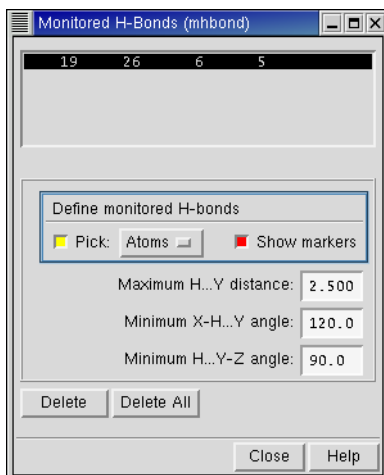 Monitored H-Bonds (mhbond)
19 26 6 5
Define monitored H-bonds
Pick: Atoms Show markers
Maximum H...Y distance: 2.500
Minimum X-H...Y angle: 120.0
Minimum H...Y-Z angle: 90.0
Delete Delete All
Close Help